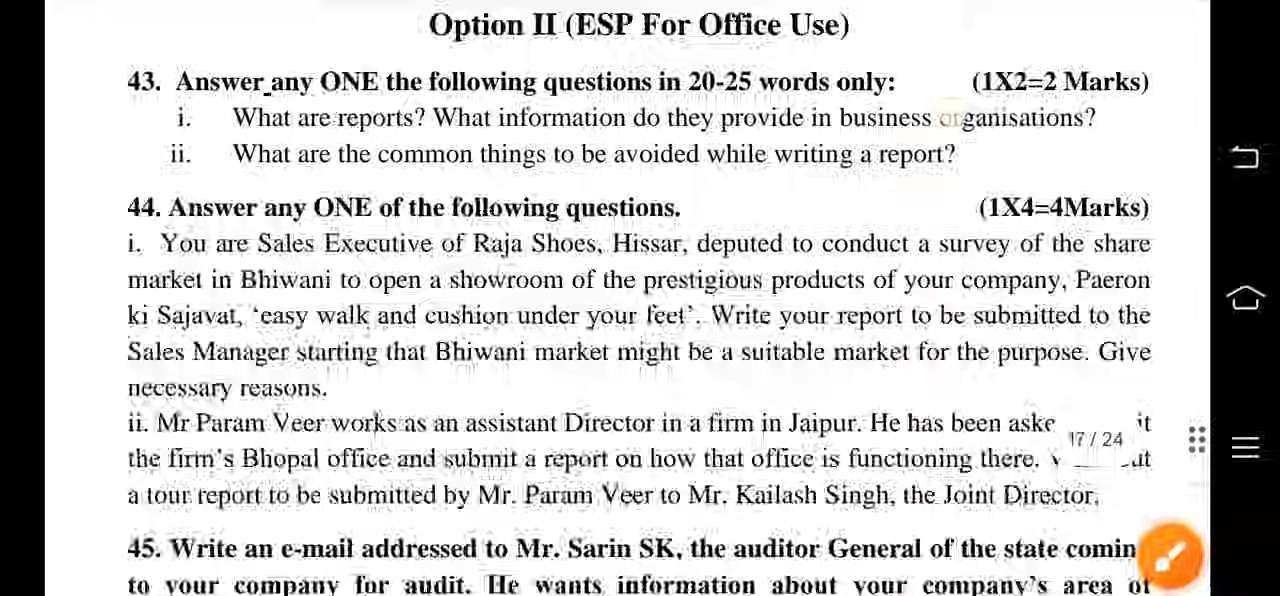 Option II (ESP For Office Use)
43. Answer any ONE the following questions in 20-25 words only: (1X2=2 Marks)
i. What are reports? What information do they provide in business organisations?
ii. What are the common things to be avoided while writing a report?
44. Answer any ONE of the following questions. (1X4=4Marks)
i. You are Sales Executive of Raja Shoes, Hissar, deputed to conduct a survey of the share
market in Bhiwani to open a showroom of the prestigious products of your company, Paeron
ki Sajavat, ‘easy walk and cushion under your feet’. Write your report to be submitted to the
Sales Manager starting that Bhiwani market might be a suitable market for the purpose. Give
necessary reasons.
ii. Mr Param Veer works as an assistant Director in a firm in Jaipur. He has been aske it
17 / 24
the firm’s Bhopal office and submit a report on how that office is functioning there.
a tour report to be submitted by Mr. Param Veer to Mr. Kailash Singh, the Joint Director.
45. Write an e-mail addressed to Mr. Sarin SK, the auditor General of the state comin
to your company for audit. He wants information about your company’s area of